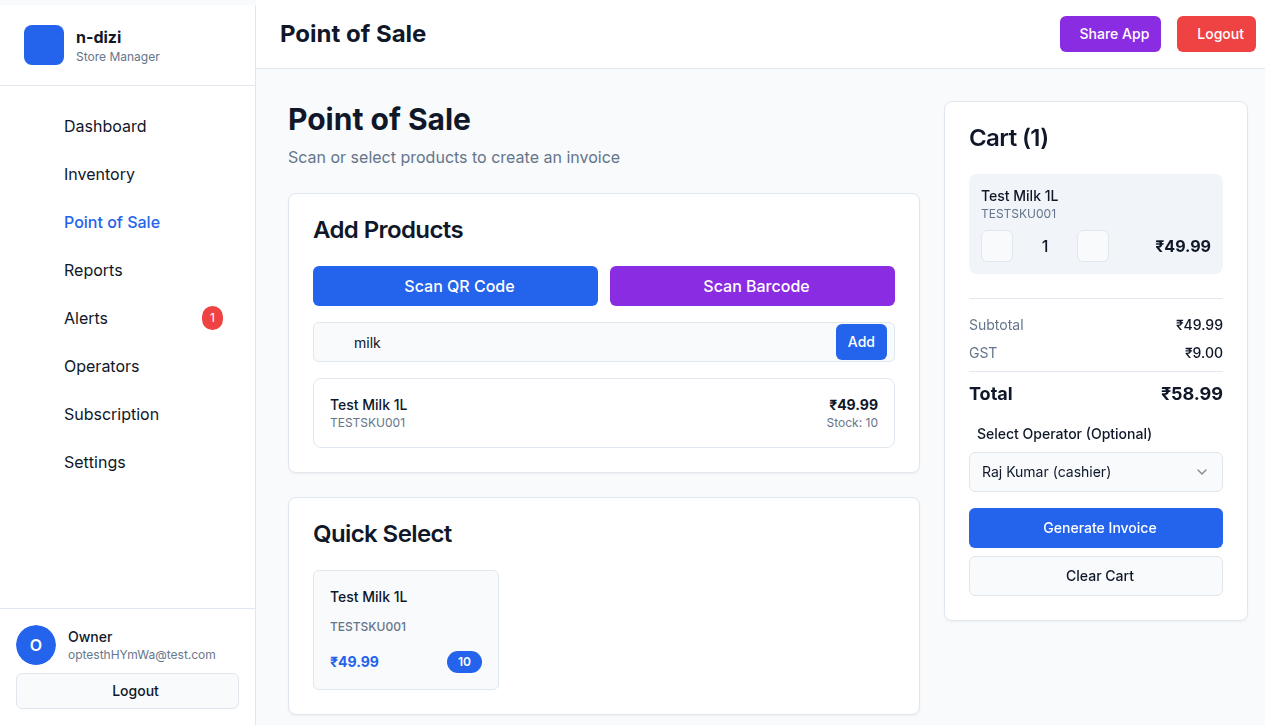 n-dizi
Store Manager
Dashboard
Inventory
Point of Sale
Reports
Alerts 1
Operators
Subscription
Settings
O
Owner
optesthHYmWa@test.com
Logout
Point of Sale
Share App
Logout
Point of Sale
Scan or select products to create an invoice
Add Products
Scan QR Code
Scan Barcode
milk
Add
Test Milk 1L ₹49.99
TESTSKU001 Stock: 10
Quick Select
Test Milk 1L
TESTSKU001
₹49.99 10
Cart (1)
Test Milk 1L
TESTSKU001
1 ₹49.99
Subtotal ₹49.99
GST ₹9.00
Total ₹58.99
Select Operator (Optional)
Raj Kumar (cashier)
Generate Invoice
Clear Cart